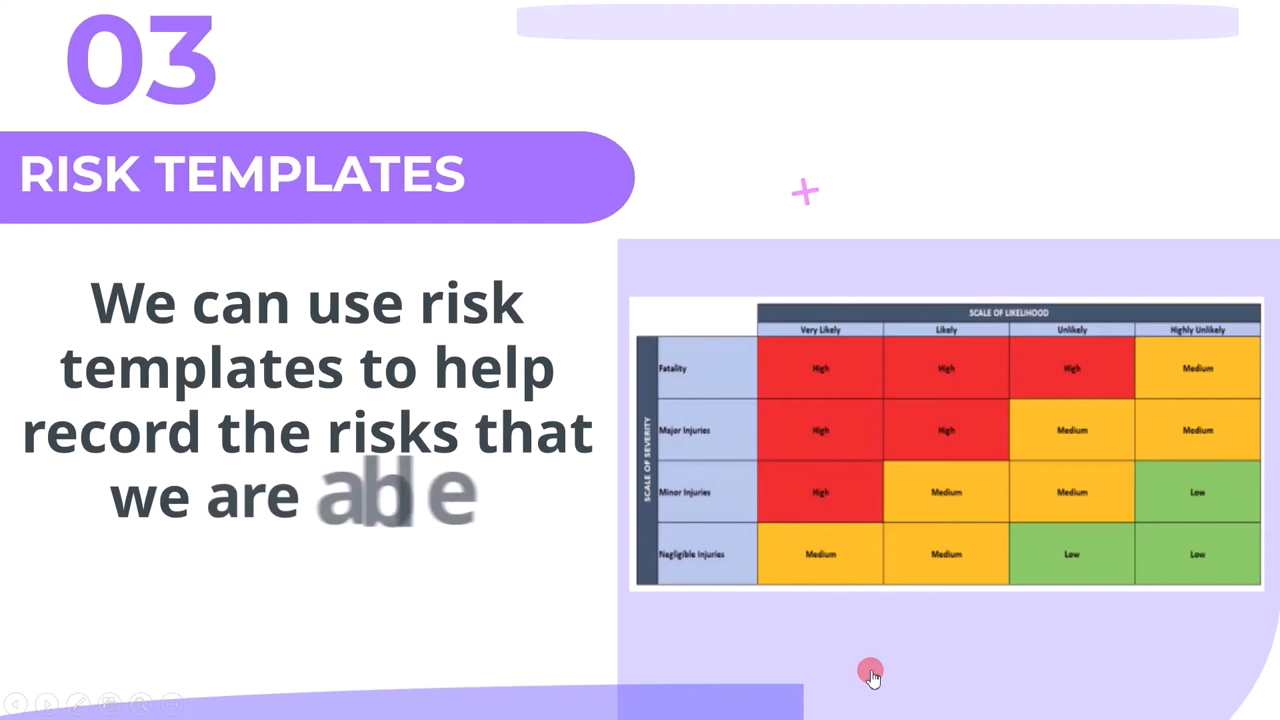 03
RISK TEMPLATES
We can use risk
templates to help
record the risks that
we are able
SCALE OF LIKELIHOOD
Very Likely Likely Unlikely Highly Unlikely
SCALE OF SEVERITY
Fatality High High High Medium
Major Injuries High High Medium Medium
Minor Injuries High Medium Medium Low
Negligible Injuries Medium Medium Low Low